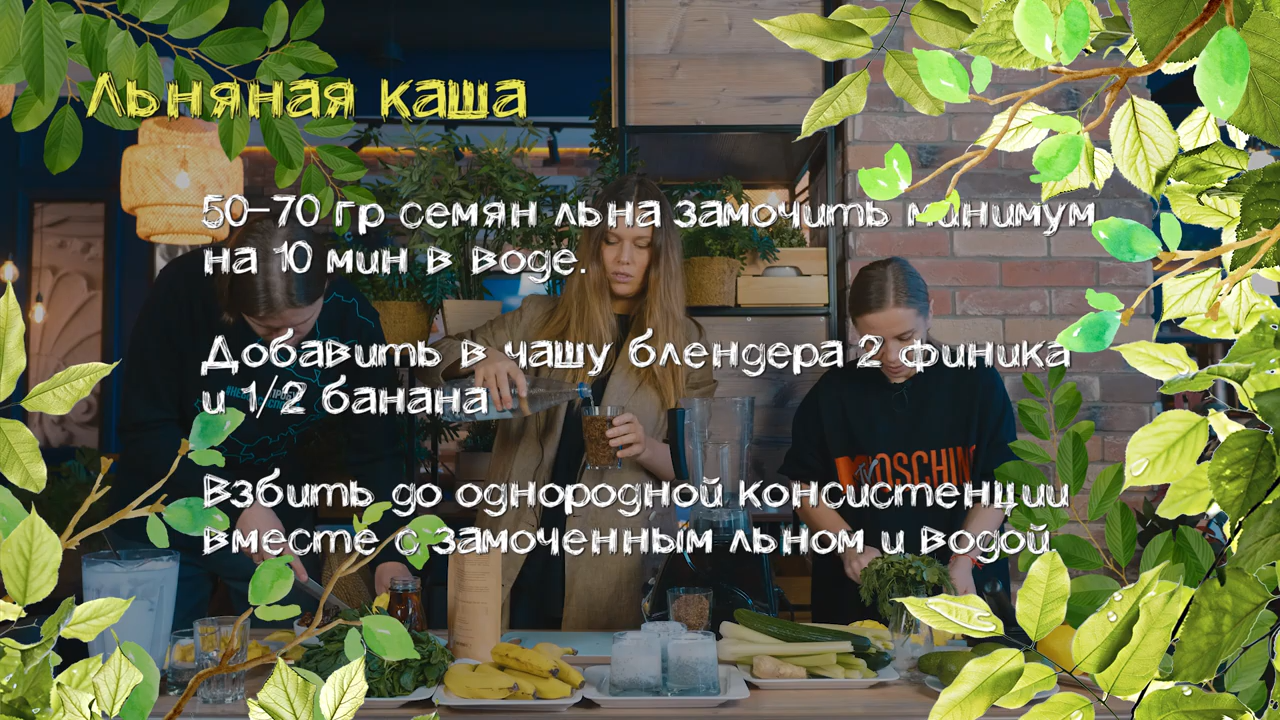 Льняная каша
50-70 гр семян льна замочить минимум
на 10 мин в воде.
Добавить в чашу блендера 2 финика
и 1/2 банана
Взбить до однородной консистенции
вместе с замоченным льном и водой
MOSCHINO